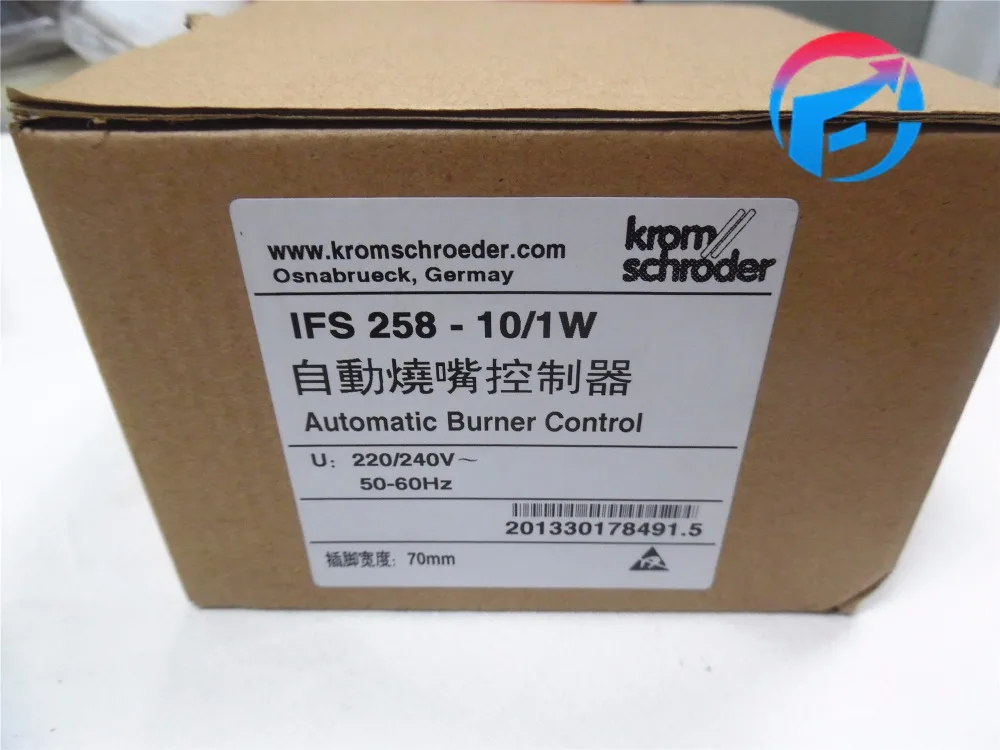 www.kromschroeder.com
Osnabrueck, Germay
krom
schröder
IFS 258 - 10/1W
自動燒嘴控制器
Automatic Burner Control
U: 220/240V~
50-60Hz
201330178491.5
插脚宽度: 70mm